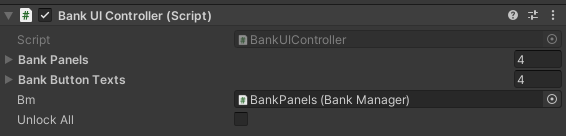 Bank UI Controller (Script)
Script BankUIController
Bank Panels 4
Bank Button Texts 4
Bm BankPanels (Bank Manager)
Unlock All